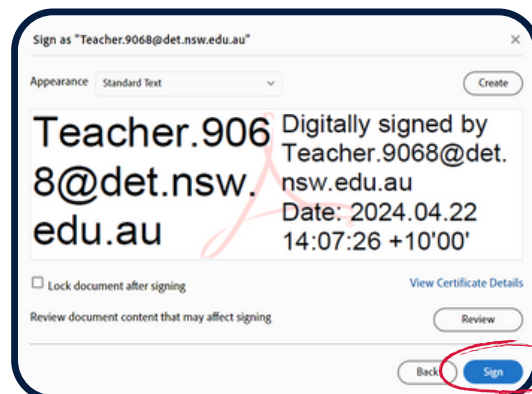 Sign as "Teacher.9068@det.nsw.edu.au" ×
Appearance Standard Text Create
Teacher.906
8@det.nsw.
edu.au
Digitally signed by
Teacher.9068@det.
nsw.edu.au
Date: 2024.04.22
14:07:26 +10'00'
Lock document after signing View Certificate Details
Review document content that may affect signing Review
Back Sign